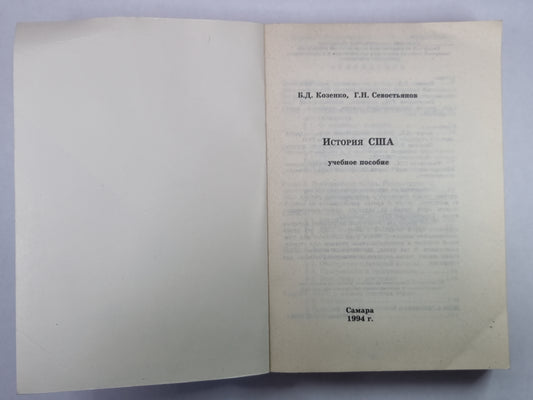 Б.Д. Козенко, Г.Н. Севостьянов
История США
учебное пособие
Самара
1994 г.